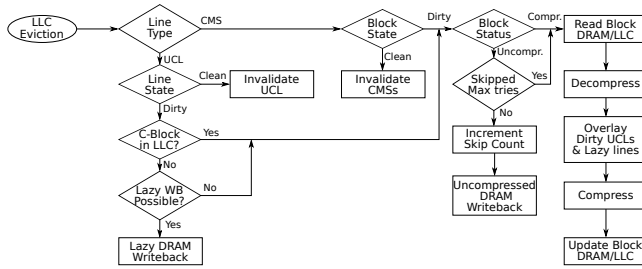 LLC
Eviction
Line
Type
CMS
Block
State
Dirty
Block
Status
Compr.
Read Block
DRAM/LLC
UCL
Clean
Uncompr.
Line
State
Clean
Invalidate
UCL
Invalidate
CMSs
Skipped
Max tries
Yes
Decompress
Dirty
C-Block
in LLC?
Yes
No
Increment
Skip Count
Overlay
Dirty UCLs
& Lazy lines
No
Lazy WB
Possible?
No
Uncompressed
DRAM
Writeback
Compress
Yes
Lazy DRAM
Writeback
Update Block
DRAM/LLC